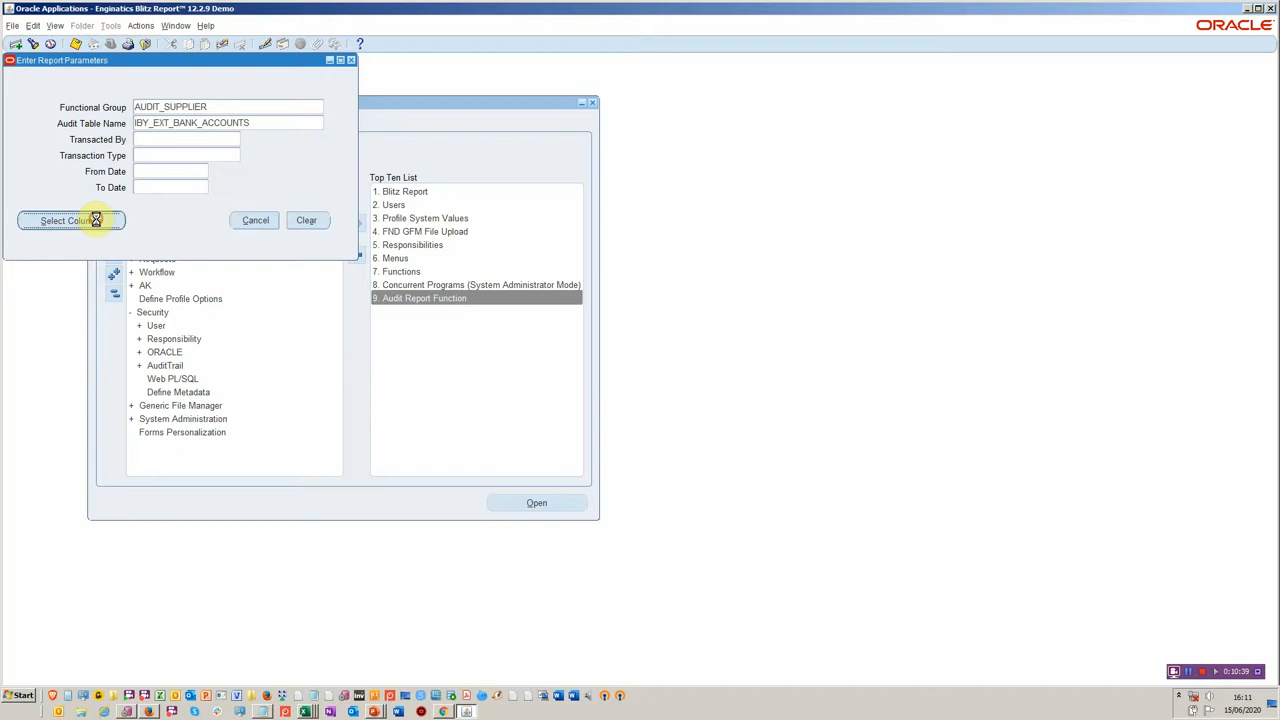 Oracle Applications - Enginatics Blitz Report™ 12.2.9 Demo
File Edit View Folder Tools Actions Window Help
ORACLE
Enter Report Parameters
Functional Group AUDIT_SUPPLIER
Audit Table Name IBY_EXT_BANK_ACCOUNTS
Transacted By
Transaction Type
From Date
To Date
Select Colu
Cancel
Clear
Top Ten List
1. Blitz Report
2. Users
3. Profile System Values
4. FND GFM File Upload
5. Responsibilities
6. Menus
7. Functions
8. Concurrent Programs (System Administrator Mode)
9. Audit Report Function
+ Workflow
+ AK
Define Profile Options
- Security
+ User
+ Responsibility
+ ORACLE
+ AuditTrail
Web PL/SQL
Define Metadata
+ Generic File Manager
+ System Administration
Forms Personalization
Open
0:10:39
Start
16:11
15/06/2020